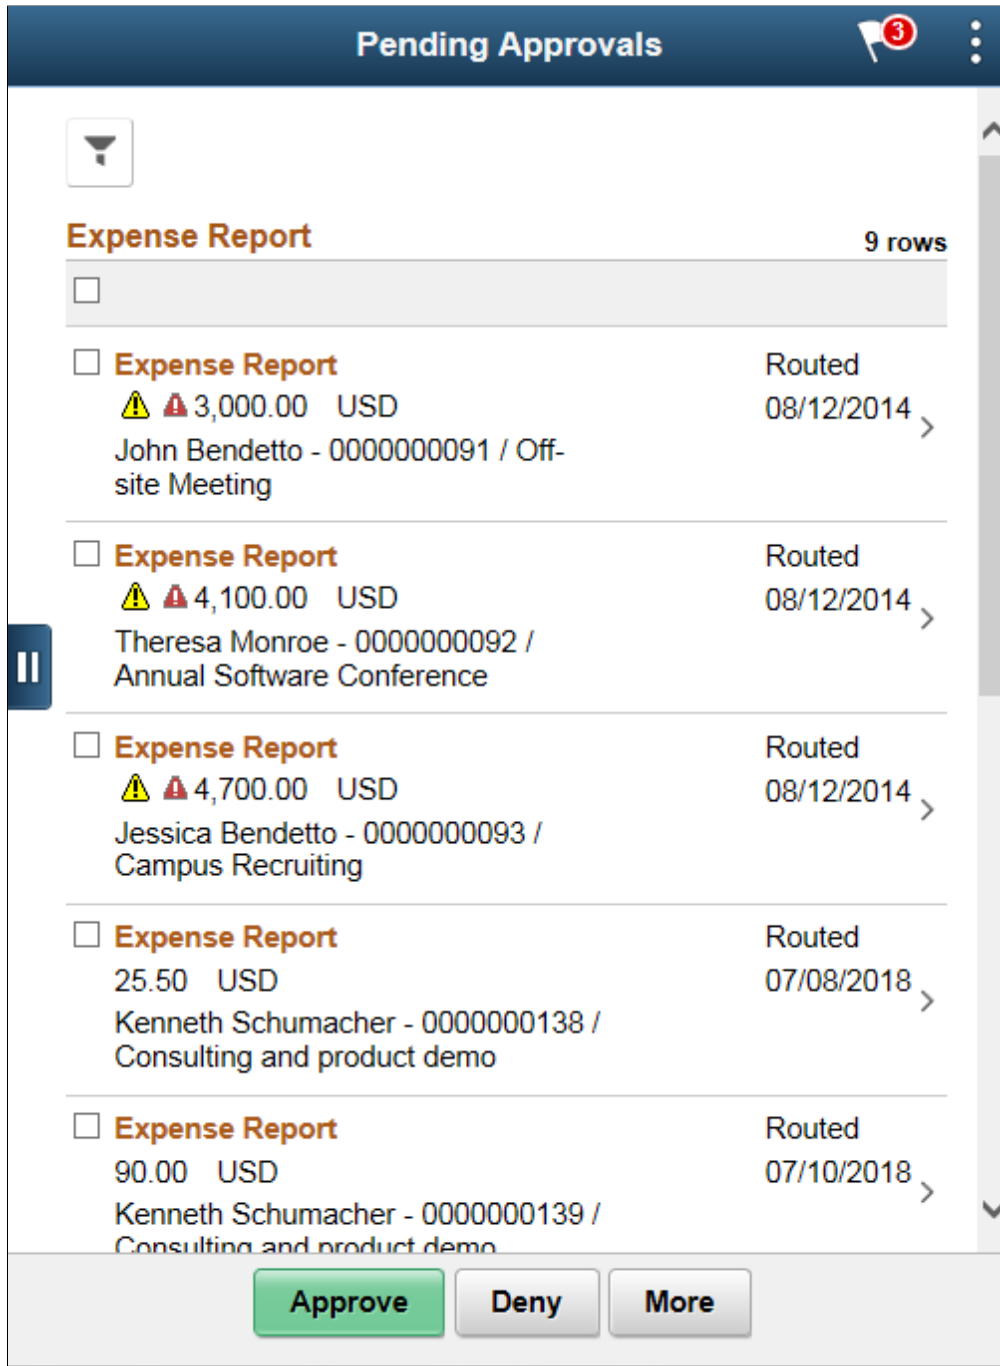 Pending Approvals
3
Expense Report
9 rows
Expense Report
Routed
3,000.00 USD
08/12/2014
John Bendetto - 0000000091 / Off-
site Meeting
Expense Report
Routed
4,100.00 USD
08/12/2014
Theresa Monroe - 0000000092 /
Annual Software Conference
Expense Report
Routed
4,700.00 USD
08/12/2014
Jessica Bendetto - 0000000093 /
Campus Recruiting
Expense Report
Routed
25.50 USD
07/08/2018
Kenneth Schumacher - 0000000138 /
Consulting and product demo
Expense Report
Routed
90.00 USD
07/10/2018
Kenneth Schumacher - 0000000139 /
Consulting and product demo
Approve
Deny
More